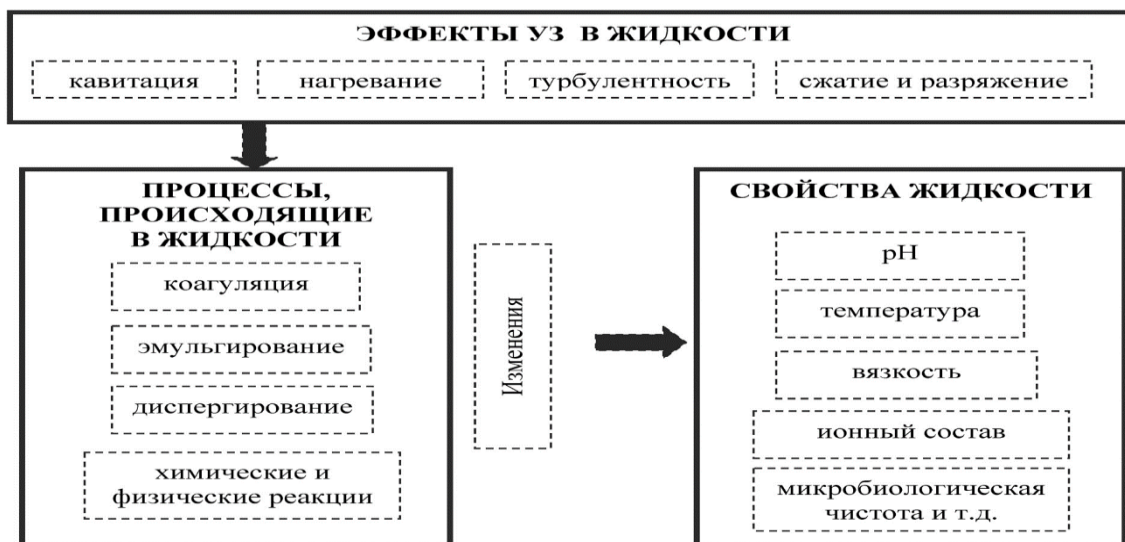 ЭФФЕКТЫ УЗ В ЖИДКОСТИ
кавитация
нагревание
турбулентность
сжатие и разряжение
ПРОЦЕССЫ,
ПРОИСХОДЯЩИЕ
В ЖИДКОСТИ
коагуляция
эмульгирование
диспергирование
химические и
физические реакции
Изменения
СВОЙСТВА ЖИДКОСТИ
рН
температура
вязкость
ионный состав
микробиологическая
чистота и т.д.